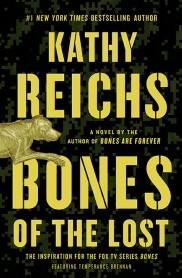 #1 NEW YORK TIMES BESTSELLING AUTHOR
KATHY
REICHS
A NOVEL BY THE
AUTHOR OF BONES ARE FOREVER
BONES
OF THE LOST
THE INSPIRATION FOR THE FOX TV SERIES BONES
FEATURING TEMPERANCE BRENNAN